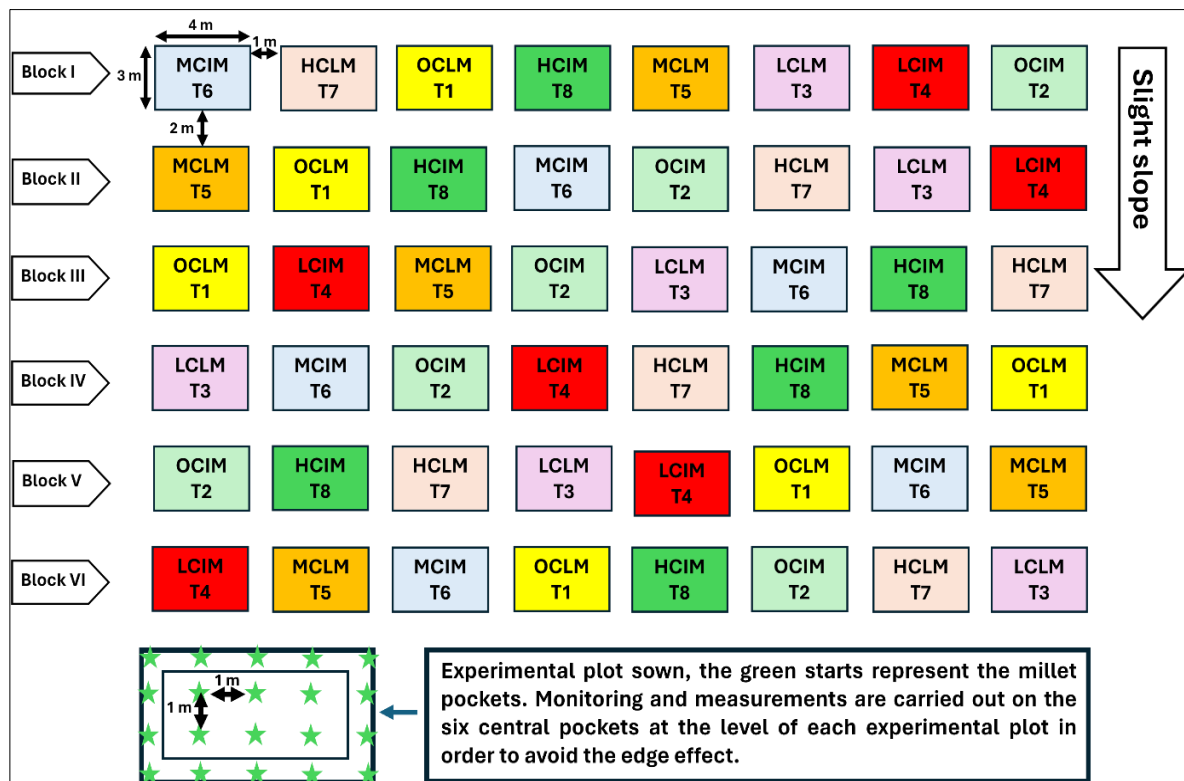 4 m
1 m
3 m
2 m
Block I
MCIM HCLM OCLM HCIM MCLM LCLM LCIM OCIM
T6 T7 T1 T8 T5 T3 T4 T2
Block II
MCLM OCLM HCIM MCIM OCIM HCLM LCLM LCIM
T5 T1 T8 T6 T2 T7 T3 T4
Block III
OCLM LCIM MCLM OCIM LCLM MCIM HCIM HCLM
T1 T4 T5 T2 T3 T6 T8 T7
Block IV
LCLM MCIM OCIM LCIM HCLM HCIM MCLM OCLM
T3 T6 T2 T4 T7 T8 T5 T1
Block V
OCIM HCIM HCLM LCLM LCIM OCLM MCIM MCLM
T2 T8 T7 T3 T4 T1 T6 T5
Block VI
LCIM MCLM MCIM OCLM HCIM OCIM HCLM LCLM
T4 T5 T6 T1 T8 T2 T7 T3
Slight slope
1 m
1 m
Experimental plot sown, the green starts represent the millet
pockets. Monitoring and measurements are carried out on the
six central pockets at the level of each experimental plot in
order to avoid the edge effect.